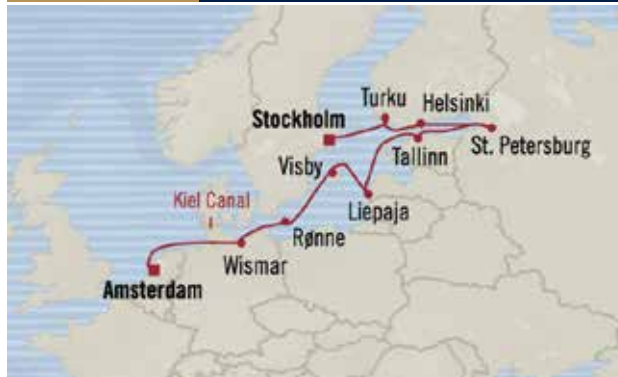 Turku
Helsinki
Stockholm
St. Petersburg
Tallinn
Visby
Kiel Canal
Liepaja
Rønne
Wismar
Amsterdam